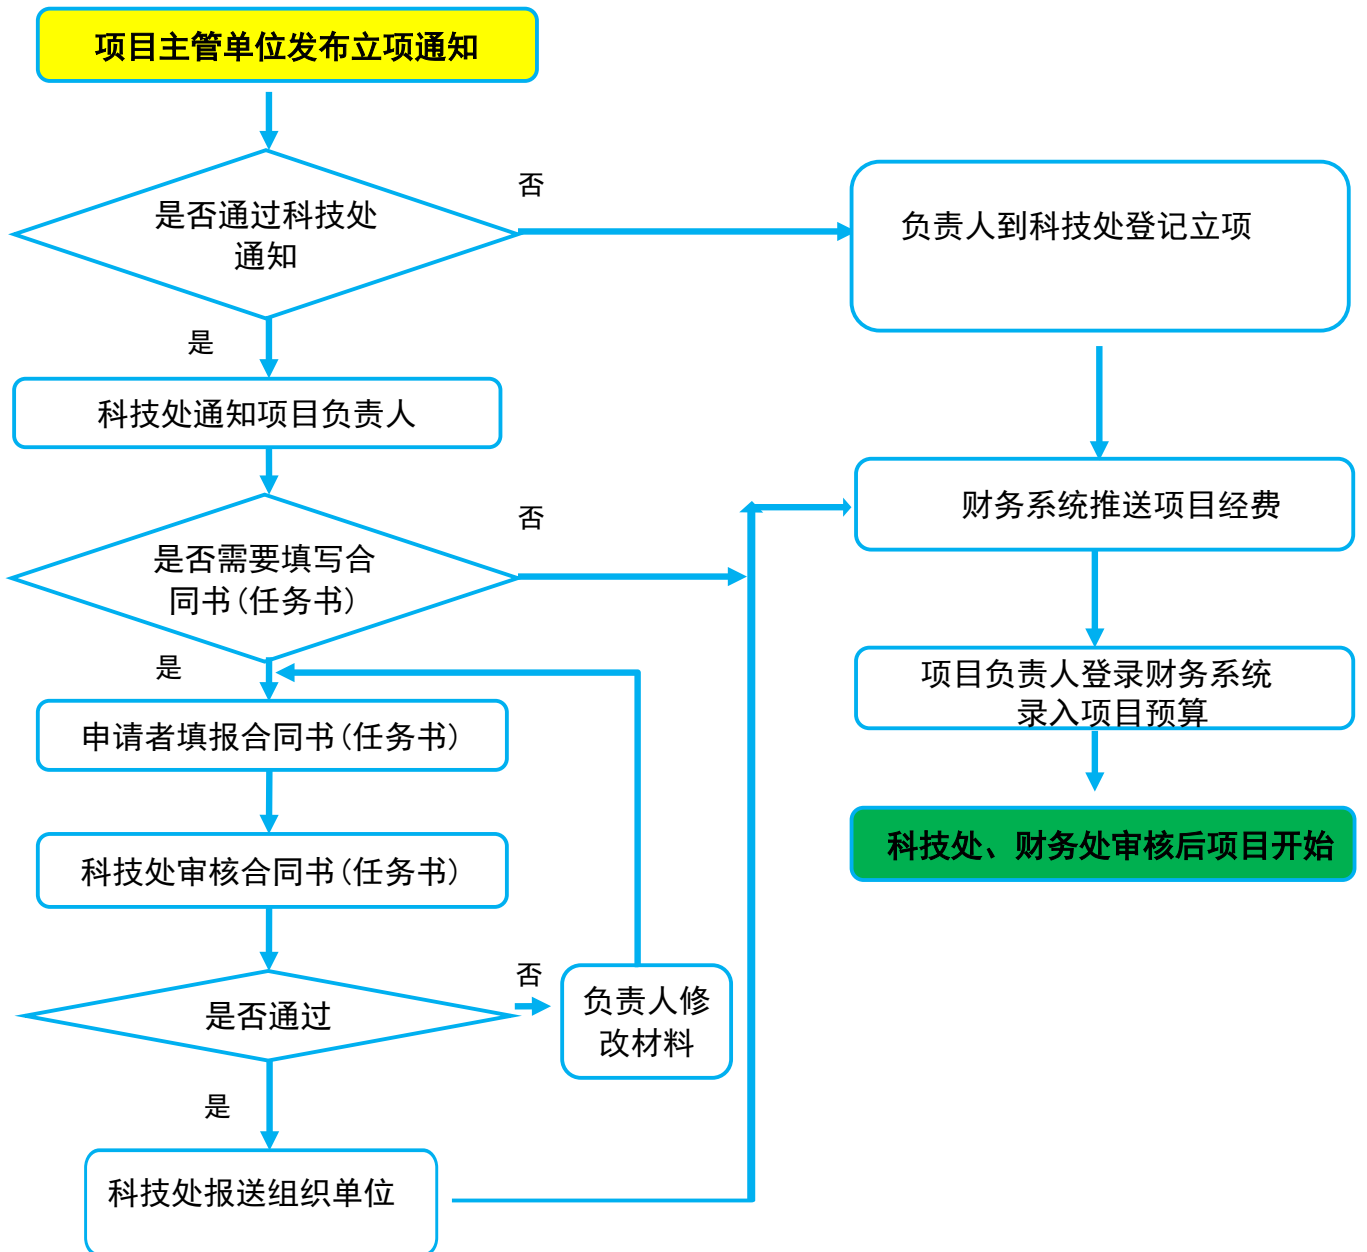 项目主管单位发布立项通知
是否通过科技处
通知
否
负责人到科技处登记立项
是
科技处通知项目负责人
是否需要填写合
同书(任务书)
否
财务系统推送项目经费
是
申请者填报合同书(任务书)
项目负责人登录财务系统
录入项目预算
科技处审核合同书(任务书)
科技处、财务处审核后项目开始
是否通过
否
负责人修
改材料
是
科技处报送组织单位